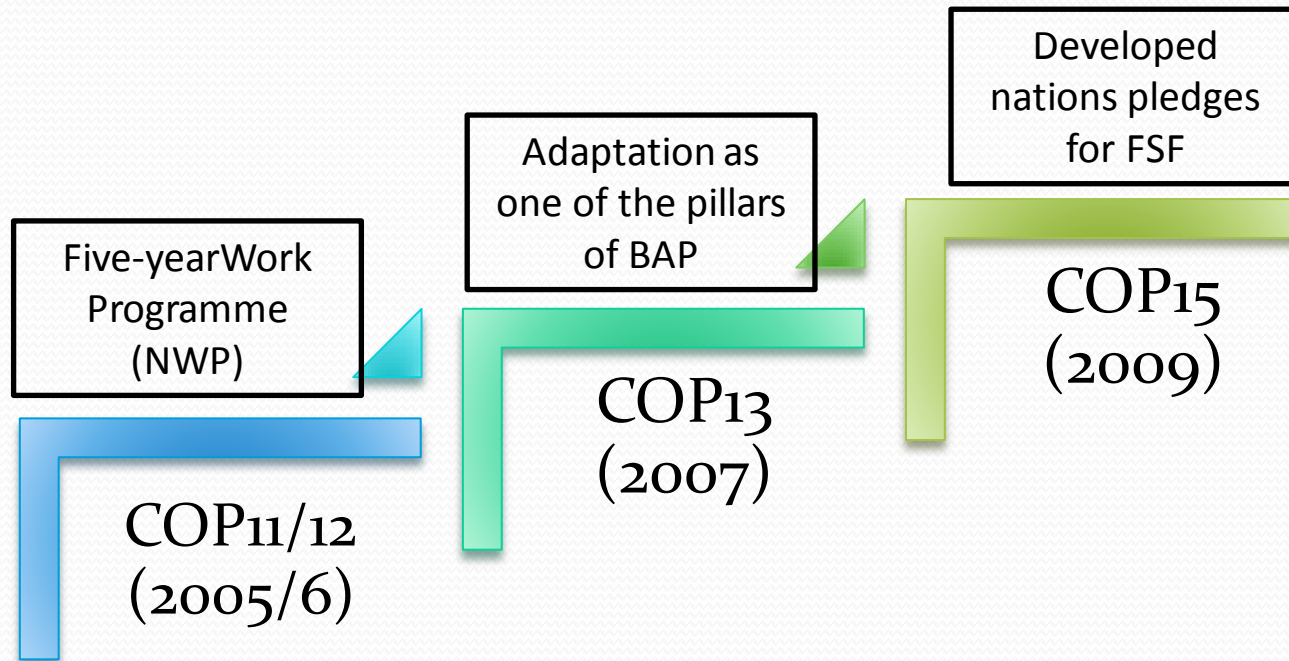 Five-yearWork
Programme
(NWP)
COP11/12
(2005/6)
Adaptation as
one of the pillars
of BAP
COP13
(2007)
Developed
nations pledges
for FSF
COP15
(2009)